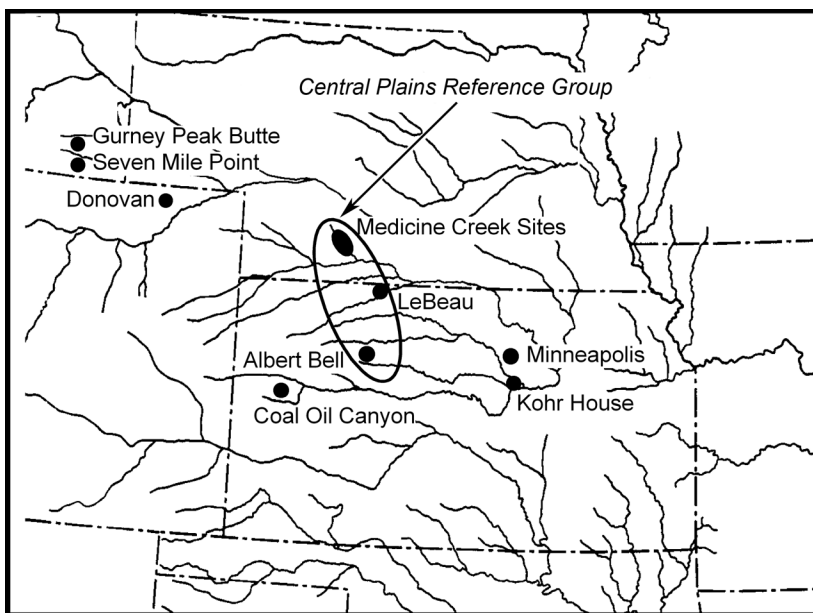 Central Plains Reference Group
Gurney Peak Butte
Seven Mile Point
Donovan
Medicine Creek Sites
LeBeau
Albert Bell
Minneapolis
Coal Oil Canyon
Kohr House